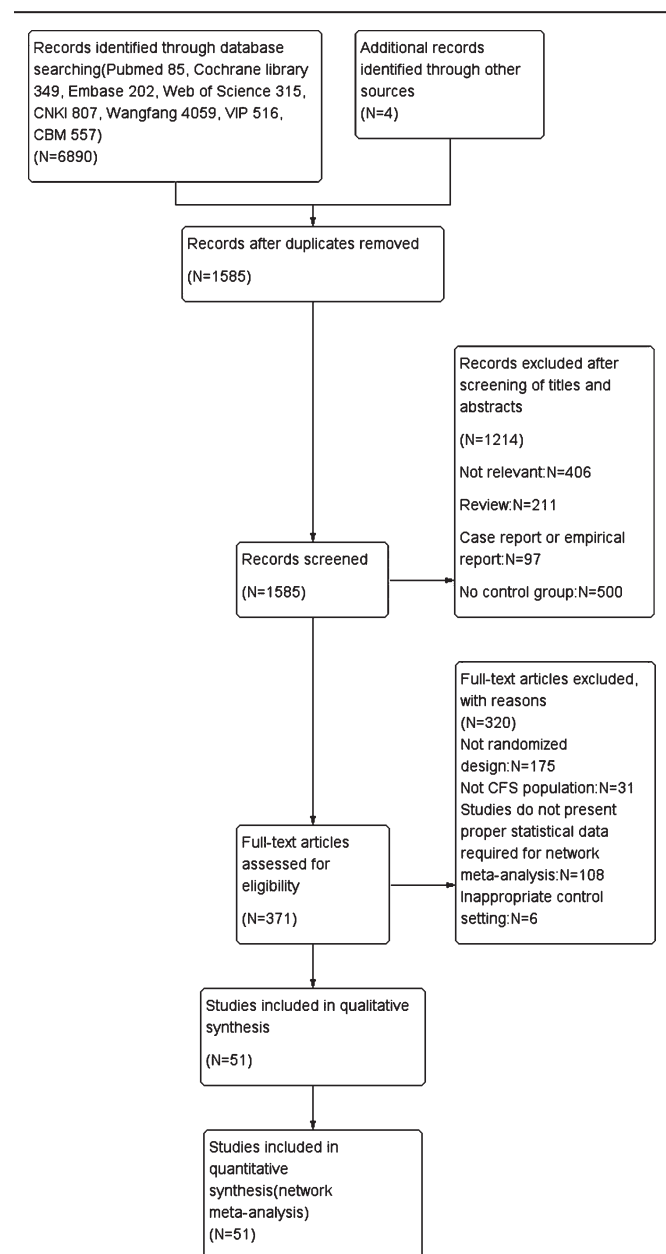 Records identified through database
searching(Pubmed 85, Cochrane library
349, Embase 202, Web of Science 315,
CNKI 807, Wangfang 4059, VIP 516,
CBM 557)
(N=6890)
Additional records
identified through other
sources
(N=4)
Records after duplicates removed
(N=1585)
Records excluded after
screening of titles and
abstracts
(N=1214)
Not relevant:N=406
Review:N=211
Case report or empirical
report:N=97
No control group:N=500
Records screened
(N=1585)
Full-text articles excluded,
with reasons
(N=320)
Not randomized
design:N=175
Not CFS population:N=31
Studies do not present
proper statistical data
required for network
meta-analysis:N=108
Inappropriate control
setting:N=6
Full-text articles
assessed for
eligibility
(N=371)
Studies included in qualitative
synthesis
(N=51)
Studies included in
quantitative
synthesis(network
meta-analysis)
(N=51)